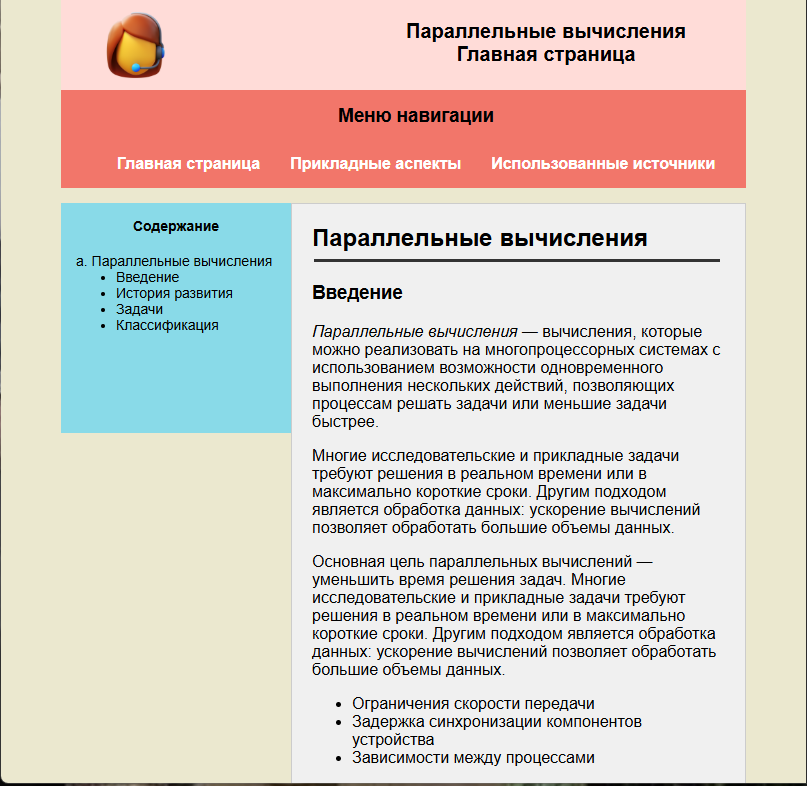 Параллельные вычисления
Главная страница
Меню навигации
Главная страница Прикладные аспекты Использованные источники
Содержание
a. Параллельные вычисления
• Введение
• История развития
• Задачи
• Классификация
Параллельные вычисления
Введение
Параллельные вычисления — вычисления, которые
можно реализовать на многопроцессорных системах с
использованием возможности одновременного
выполнения нескольких действий, позволяющих
процессам решать задачи или меньшие задачи
быстрее.
Многие исследовательские и прикладные задачи
требуют решения в реальном времени или в
максимально короткие сроки. Другим подходом
является обработка данных: ускорение вычислений
позволяет обработать большие объемы данных.
Основная цель параллельных вычислений —
уменьшить время решения задач. Многие
исследовательские и прикладные задачи требуют
решения в реальном времени или в максимально
короткие сроки. Другим подходом является обработка
данных: ускорение вычислений позволяет обработать
большие объемы данных.
• Ограничения скорости передачи
• Задержка синхронизации компонентов
устройства
• Зависимости между процессами